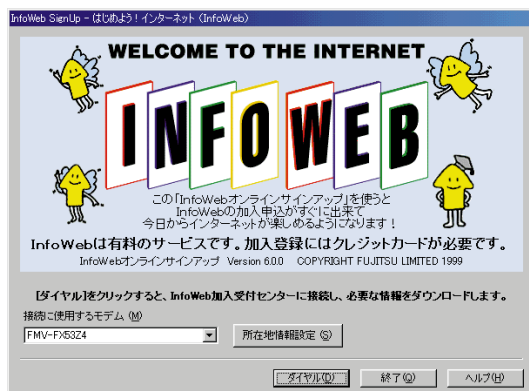 InfoWeb SignUp - はじめよう！インターネット (InfoWeb)
WELCOME TO THE INTERNET
INFOWEB
この「InfoWebオンラインサインアップ」を使うと
InfoWebの加入申込がすぐに出来て
今日からインターネットが楽しめるようになります！
InfoWebは有料のサービスです。加入登録にはクレジットカードが必要です。
InfoWebオンラインサインアップ Version 6.0.0 COPYRIGHT FUJITSU LIMITED 1999
[ダイヤル]をクリックすると、InfoWeb加入受付センターに接続し、必要な情報をダウンロードします。
接続に使用するモデム (M)
FMV-FX53Z4
所在地情報設定 (S)
ダイヤル(D)
終了(Q)
ヘルプ(H)